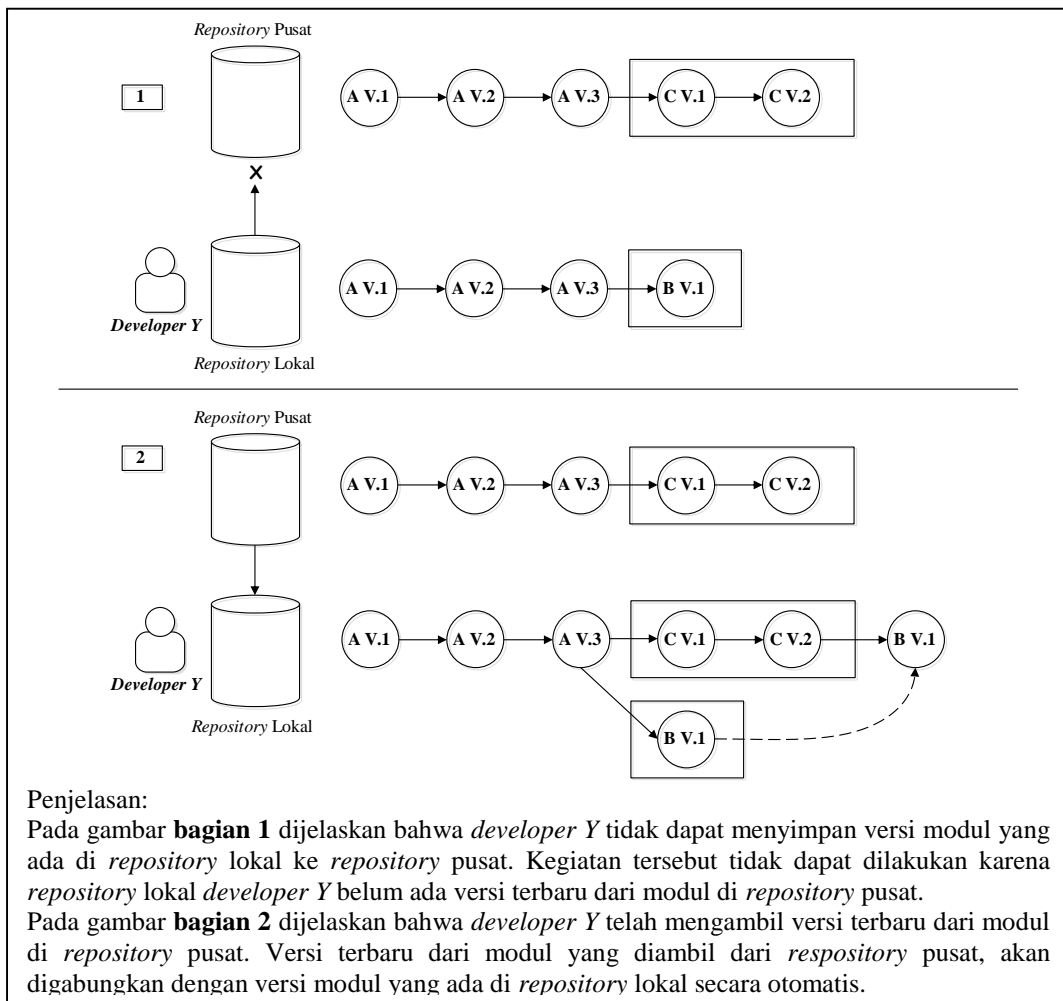 Repository Pusat
1
A V.1 A V.2 A V.3 C V.1 C V.2
X
A V.1 A V.2 A V.3 B V.1
Developer Y
Repository Lokal
Repository Pusat
2
A V.1 A V.2 A V.3 C V.1 C V.2
A V.1 A V.2 A V.3 C V.1 C V.2 B V.1
Developer Y
Repository Lokal
B V.1
Penjelasan:
Pada gambar bagian 1 dijelaskan bahwa developer Y tidak dapat menyimpan versi modul yang
ada di repository lokal ke repository pusat. Kegiatan tersebut tidak dapat dilakukan karena
repository lokal developer Y belum ada versi terbaru dari modul di repository pusat.
Pada gambar bagian 2 dijelaskan bahwa developer Y telah mengambil versi terbaru dari modul
di repository pusat. Versi terbaru dari modul yang diambil dari respository pusat, akan
digabungkan dengan versi modul yang ada di repository lokal secara otomatis.